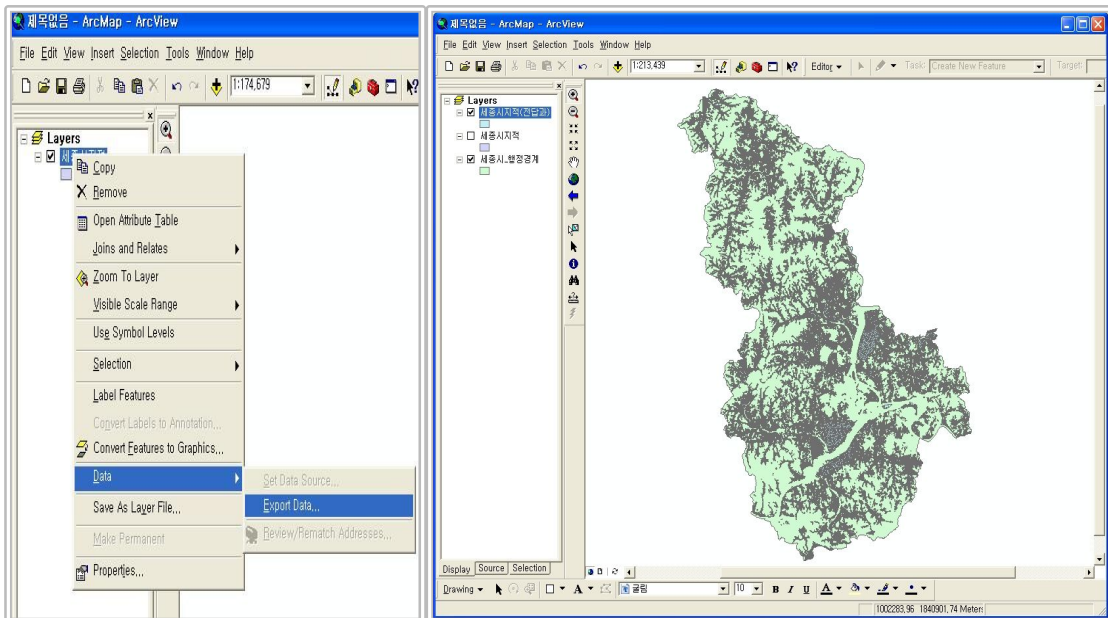 제목없음 - ArcMap - ArcView
File Edit View Insert Selection Tools Window Help
1:174,679
Layers
Copy
Remove
Open Attribute Table
Joins and Relates
Zoom To Layer
Visible Scale Range
Use Symbol Levels
Selection
Label Features
Convert Labels to Annotation...
Convert Features to Graphics...
Data
Save As Layer File...
Make Permanent
Properties...
Set Data Source...
Export Data...
Review/Rematch Addresses...
제목없음 - ArcMap - ArcView
File Edit View Insert Selection Tools Window Help
1:213,439
Editor
Task: Create New Feature
Target:
Layers
세종시지적(전답과)
세종시지적
세종시_행정경계
Display Source Selection
Drawing
A
굴림
10
B I U A
1002283,96 1840901,74 Meters